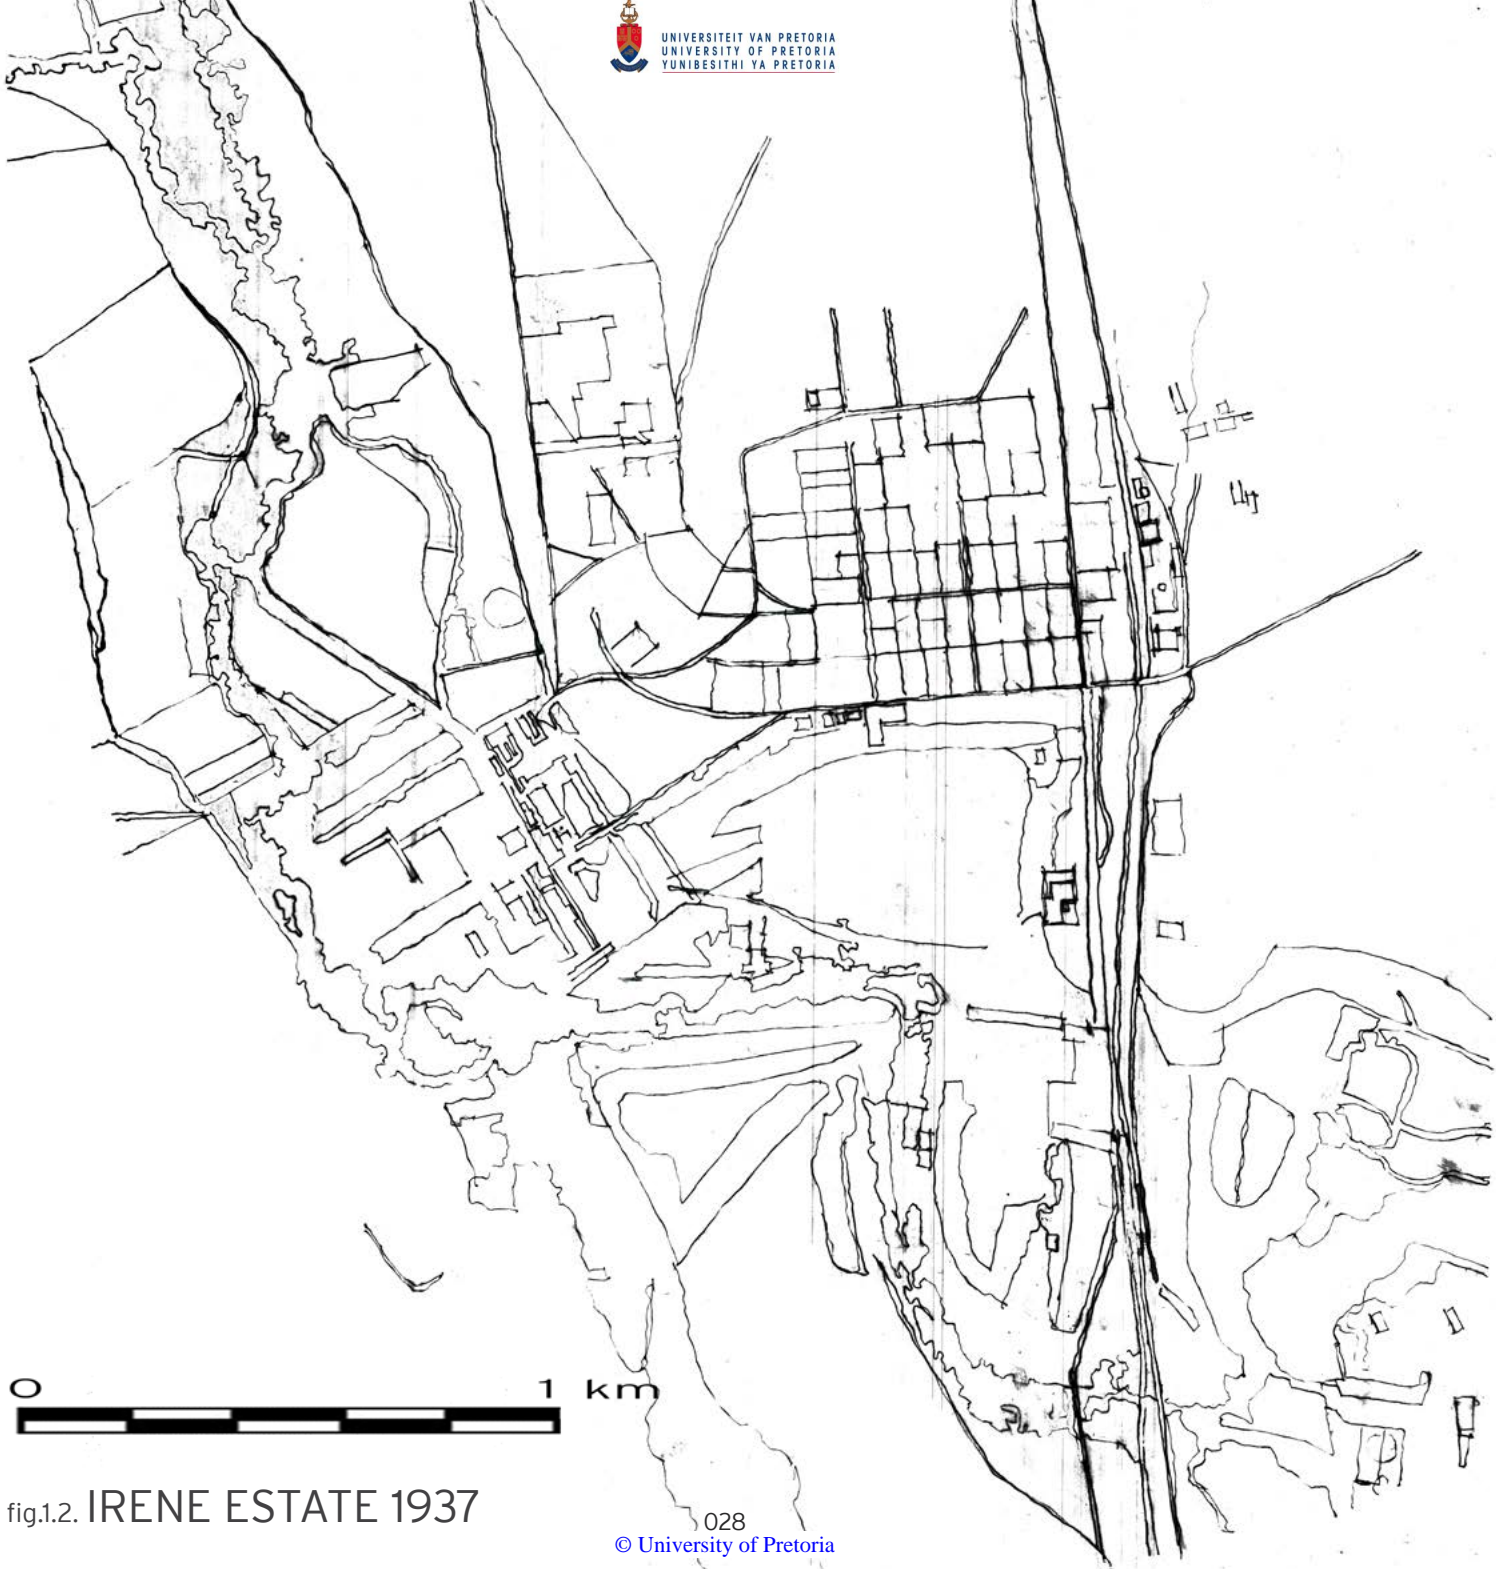 UNIVERSITEIT VAN PRETORIA
UNIVERSITY OF PRETORIA
YUNIBESITHI YA PRETORIA
0 1 km
fig.1.2. IRENE ESTATE 1937
028
© University of Pretoria